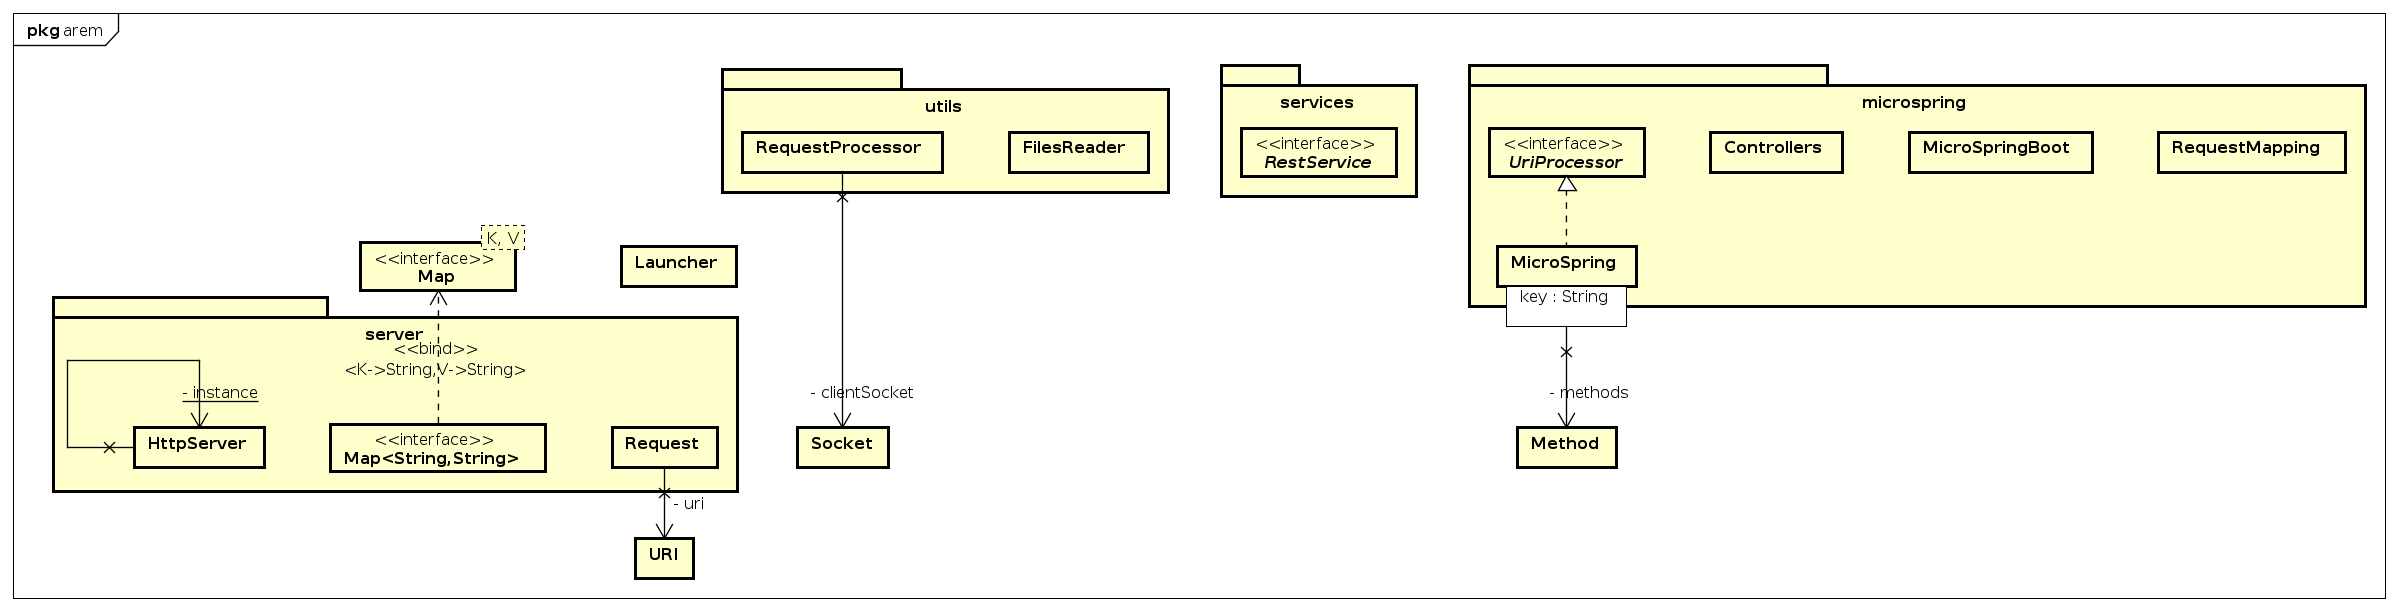 pkg arem
utils
RequestProcessor
FilesReader
services
<<interface>>
RestService
microspring
<<interface>>
UriProcessor
Controllers
MicroSpringBoot
RequestMapping
K, V
<<interface>>
Map
Launcher
MicroSpring
key : String
server
<<bind>>
<K->String,V->String>
- instance
- clientSocket
- methods
HttpServer
<<interface>>
Map<String,String>
Request
Socket
Method
- uri
URI